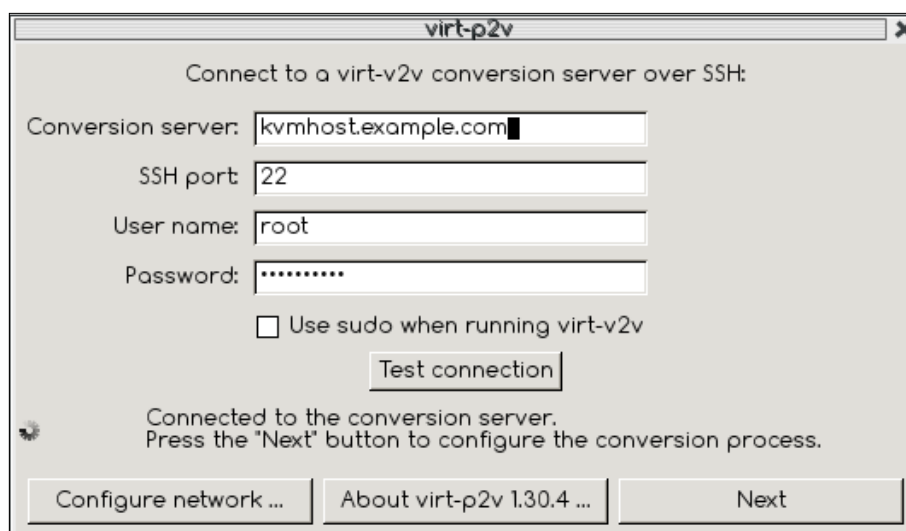 virt-p2v
Connect to a virt-v2v conversion server over SSH:
Conversion server: kvmhost.example.com
SSH port: 22
User name: root
Password: ••••••••••
Use sudo when running virt-v2v
Test connection
Connected to the conversion server.
Press the "Next" button to configure the conversion process.
Configure network ... About virt-p2v 1.30.4 ... Next